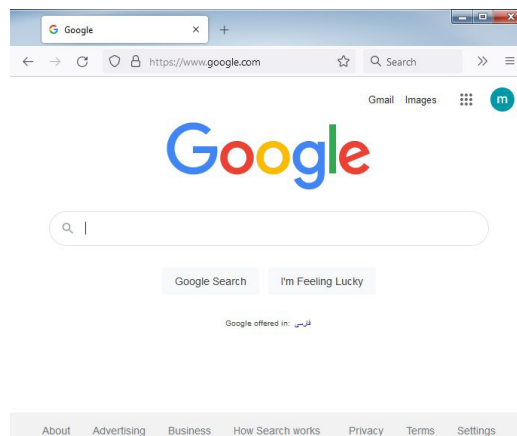 Google
https://www.google.com
Search
Gmail Images
m
Google
Google Search I'm Feeling Lucky
Google offered in: فارسی
About Advertising Business How Search works Privacy Terms Settings